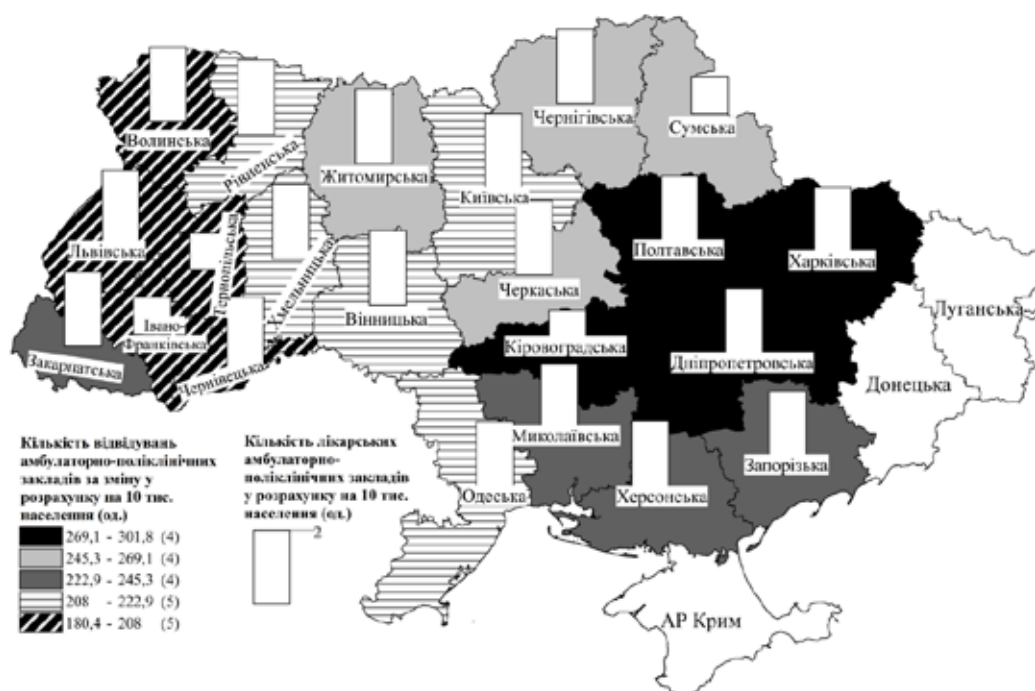 Чернігівська
Сумська
Волинська
Рівненська
Житомирська
Київська
Львівська
Тернопільська
Хмельницька
Полтавська
Харківська
Черкаська
Вінницька
Луганська
Івано-
Франківська
Закарпатська
Чернівецька
Кіровоградська
Дніпропетровська
Донецька
Миколаївська
Запорізька
Одеська
Херсонська
АР Крим
Кількість відвідувань
амбулаторно-поліклінічних
закладів за зміну у
розрахунку на 10 тис.
населення (од.)
269,1 - 301,8 (4)
245,3 - 269,1 (4)
222,9 - 245,3 (4)
208 - 222,9 (5)
180,4 - 208 (5)
Кількість лікарських
амбулаторно-
поліклінічних закладів
у розрахунку на 10 тис.
населення (од.)
2